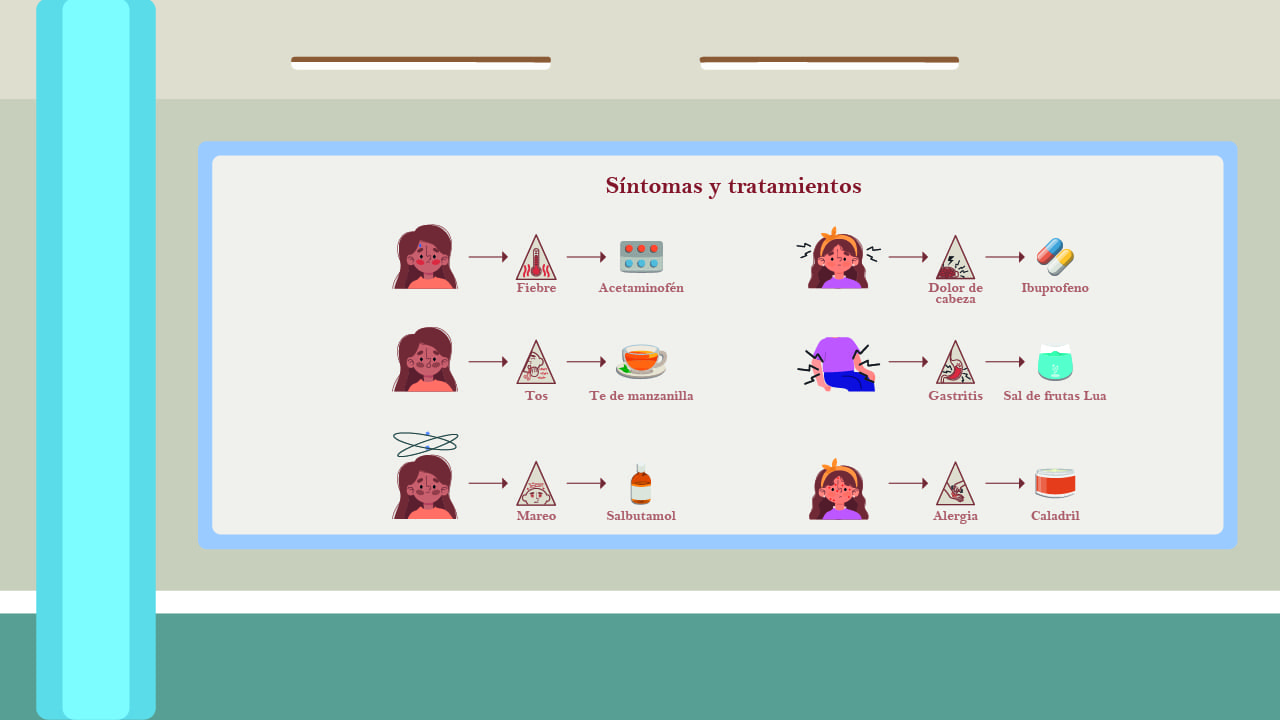 Síntomas y tratamientos
Fiebre
Acetaminofén
Dolor de
cabeza
Ibuprofeno
Tos
Te de manzanilla
Gastritis
Sal de frutas Lua
Mareo
Salbutamol
Alergia
Caladril